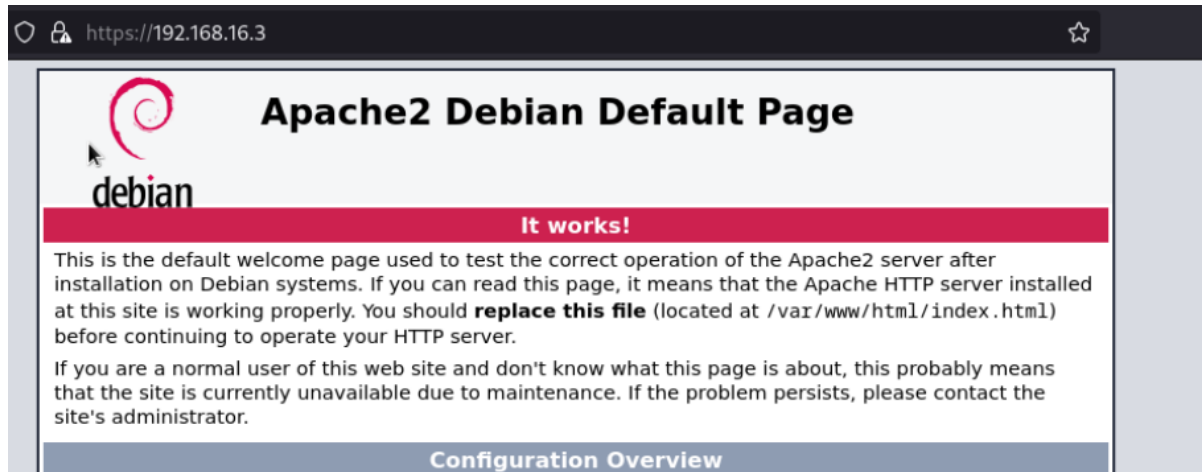 https://192.168.16.3
Apache2 Debian Default Page
debian
It works!
This is the default welcome page used to test the correct operation of the Apache2 server after
installation on Debian systems. If you can read this page, it means that the Apache HTTP server installed
at this site is working properly. You should replace this file (located at /var/www/html/index.html)
before continuing to operate your HTTP server.
If you are a normal user of this web site and don't know what this page is about, this probably means
that the site is currently unavailable due to maintenance. If the problem persists, please contact the
site's administrator.
Configuration Overview